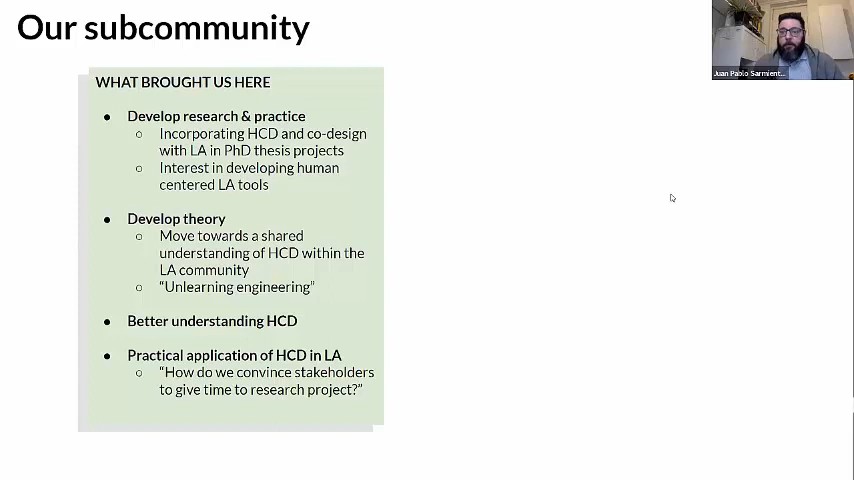 Our subcommunity
Juan Pablo Sarmient...
WHAT BROUGHT US HERE
● Develop research & practice
○ Incorporating HCD and co-design
with LA in PhD thesis projects
○ Interest in developing human
centered LA tools
● Develop theory
○ Move towards a shared
understanding of HCD within the
LA community
○ “Unlearning engineering”
● Better understanding HCD
● Practical application of HCD in LA
○ “How do we convince stakeholders
to give time to research project?”